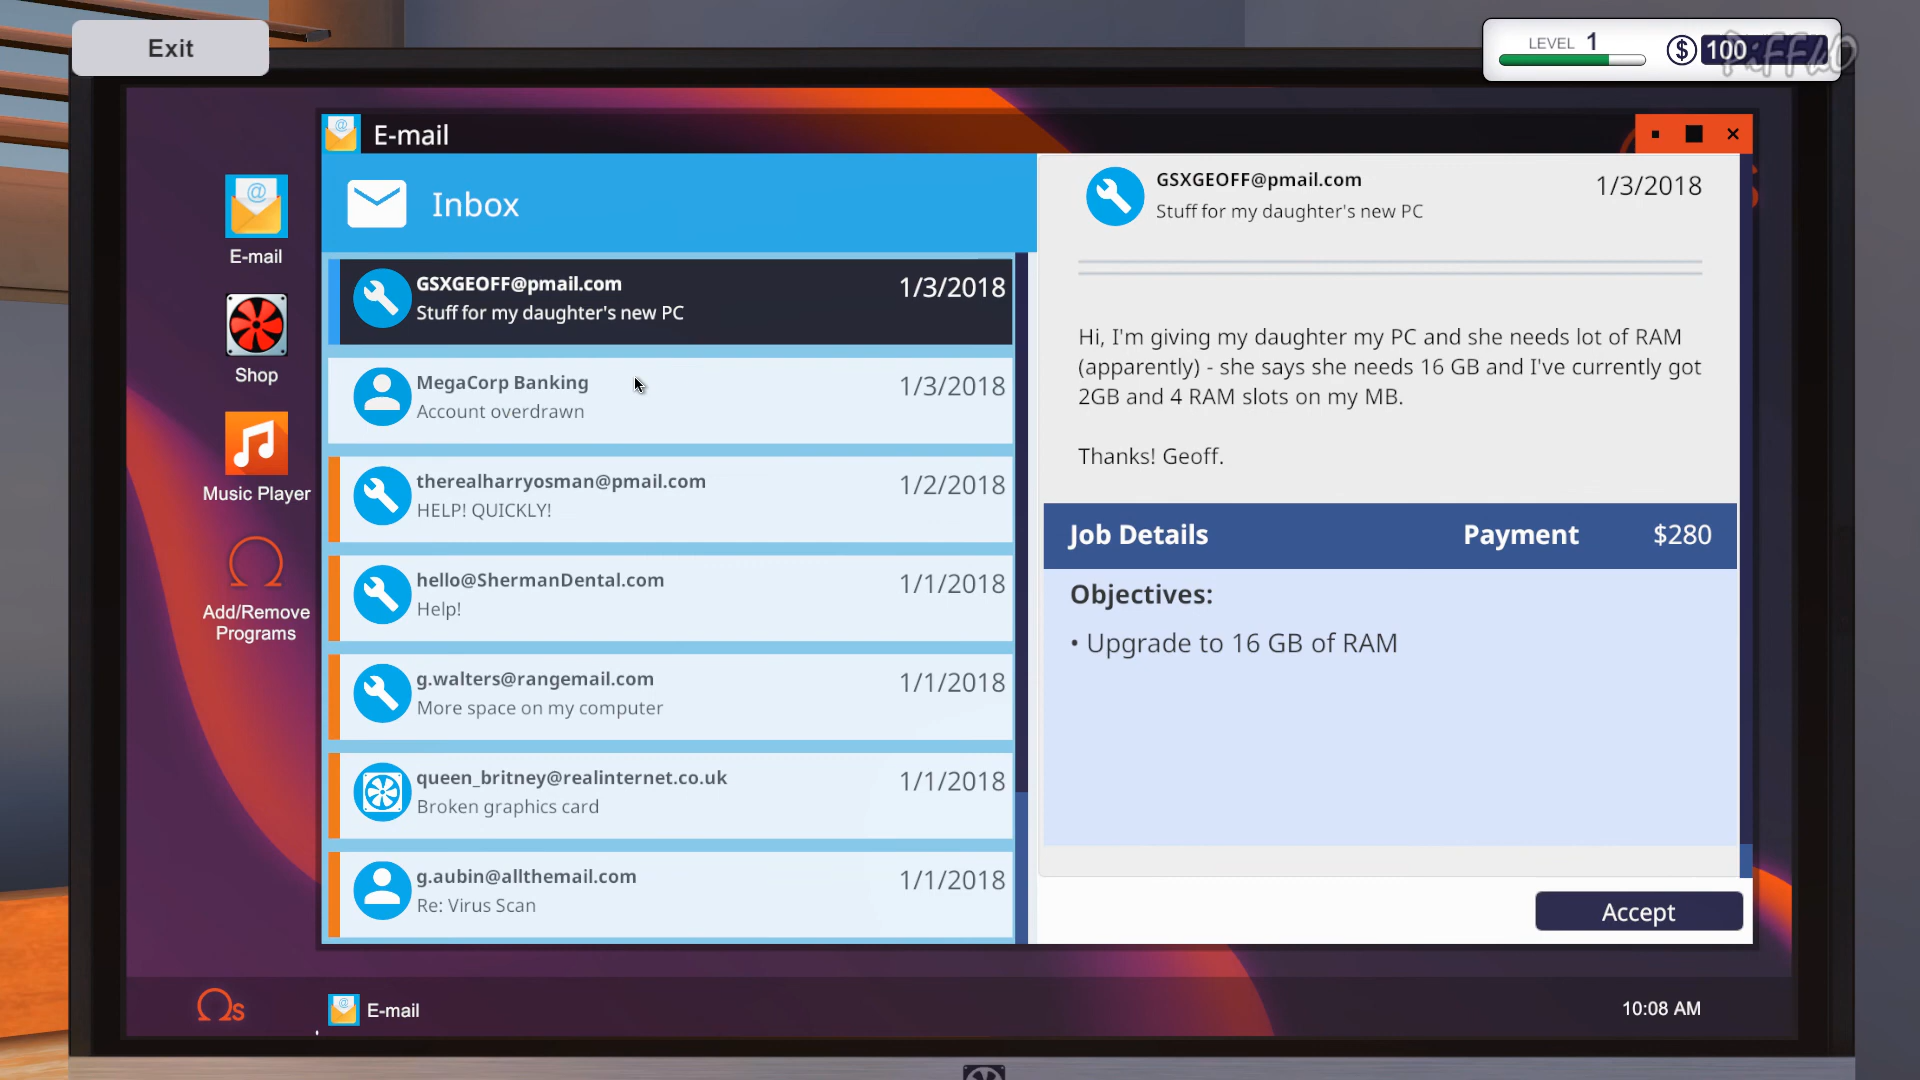 Exit
LEVEL 1
$ 100
E-mail
Inbox
GSXGEOFF@pmail.com
1/3/2018
Stuff for my daughter's new PC
MegaCorp Banking
1/3/2018
Account overdrawn
therealharryosman@pmail.com
1/2/2018
HELP! QUICKLY!
hello@ShermanDental.com
1/1/2018
Help!
g.walters@rangemail.com
1/1/2018
More space on my computer
queen_britney@realinternet.co.uk
1/1/2018
Broken graphics card
g.aubin@allthemail.com
1/1/2018
Re: Virus Scan
GSXGEOFF@pmail.com
1/3/2018
Stuff for my daughter's new PC
Hi, I'm giving my daughter my PC and she needs lot of RAM
(apparently) - she says she needs 16 GB and I've currently got
2GB and 4 RAM slots on my MB.
Thanks! Geoff.
Job Details Payment $280
Objectives:
• Upgrade to 16 GB of RAM
Accept
E-mail
Shop
Music Player
Add/Remove
Programs
Ωs
E-mail
10:08 AM